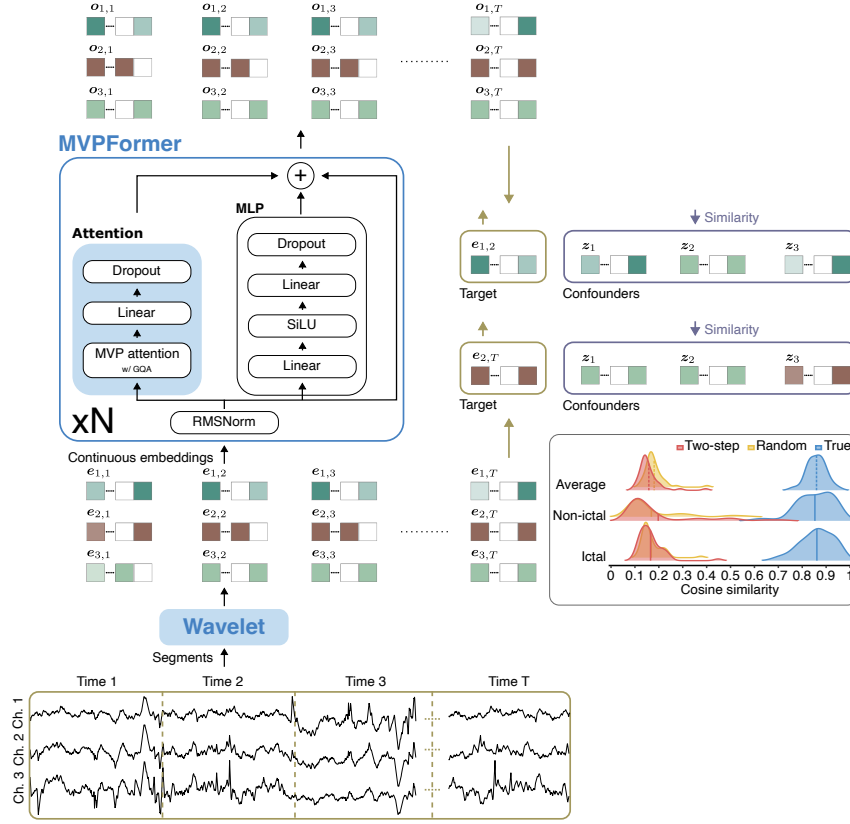 o1,1 o1,2 o1,3 o1,T
o2,1 o2,2 o2,3 o2,T
o3,1 o3,2 o3,3 o3,T
MVPFormer
+
Attention
MLP
Dropout
Linear
MVP attention
w/ GQA
Dropout
Linear
SiLU
Linear
xN
RMSNorm
Continuous embeddings
e1,1 e1,2 e1,3 e1,T
e2,1 e2,2 e2,3 e2,T
e3,1 e3,2 e3,3 e3,T
Wavelet
Segments
Time 1 Time 2 Time 3 Time T
Ch. 1
Ch. 2
Ch. 3
Similarity
e1,2 z1 z2 z3
Target Confounders
Similarity
e2,T z1 z2 z3
Target Confounders
Two-step Random True
Average
Non-ictal
Ictal
0 0.1 0.2 0.3 0.4 0.5 0.6 0.7 0.8 0.9 1
Cosine similarity